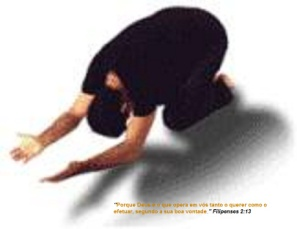 "Porque Deus é o que opera em vós tanto o querer como o
efetuar, segundo a sua boa vontade." Filipenses 2:13